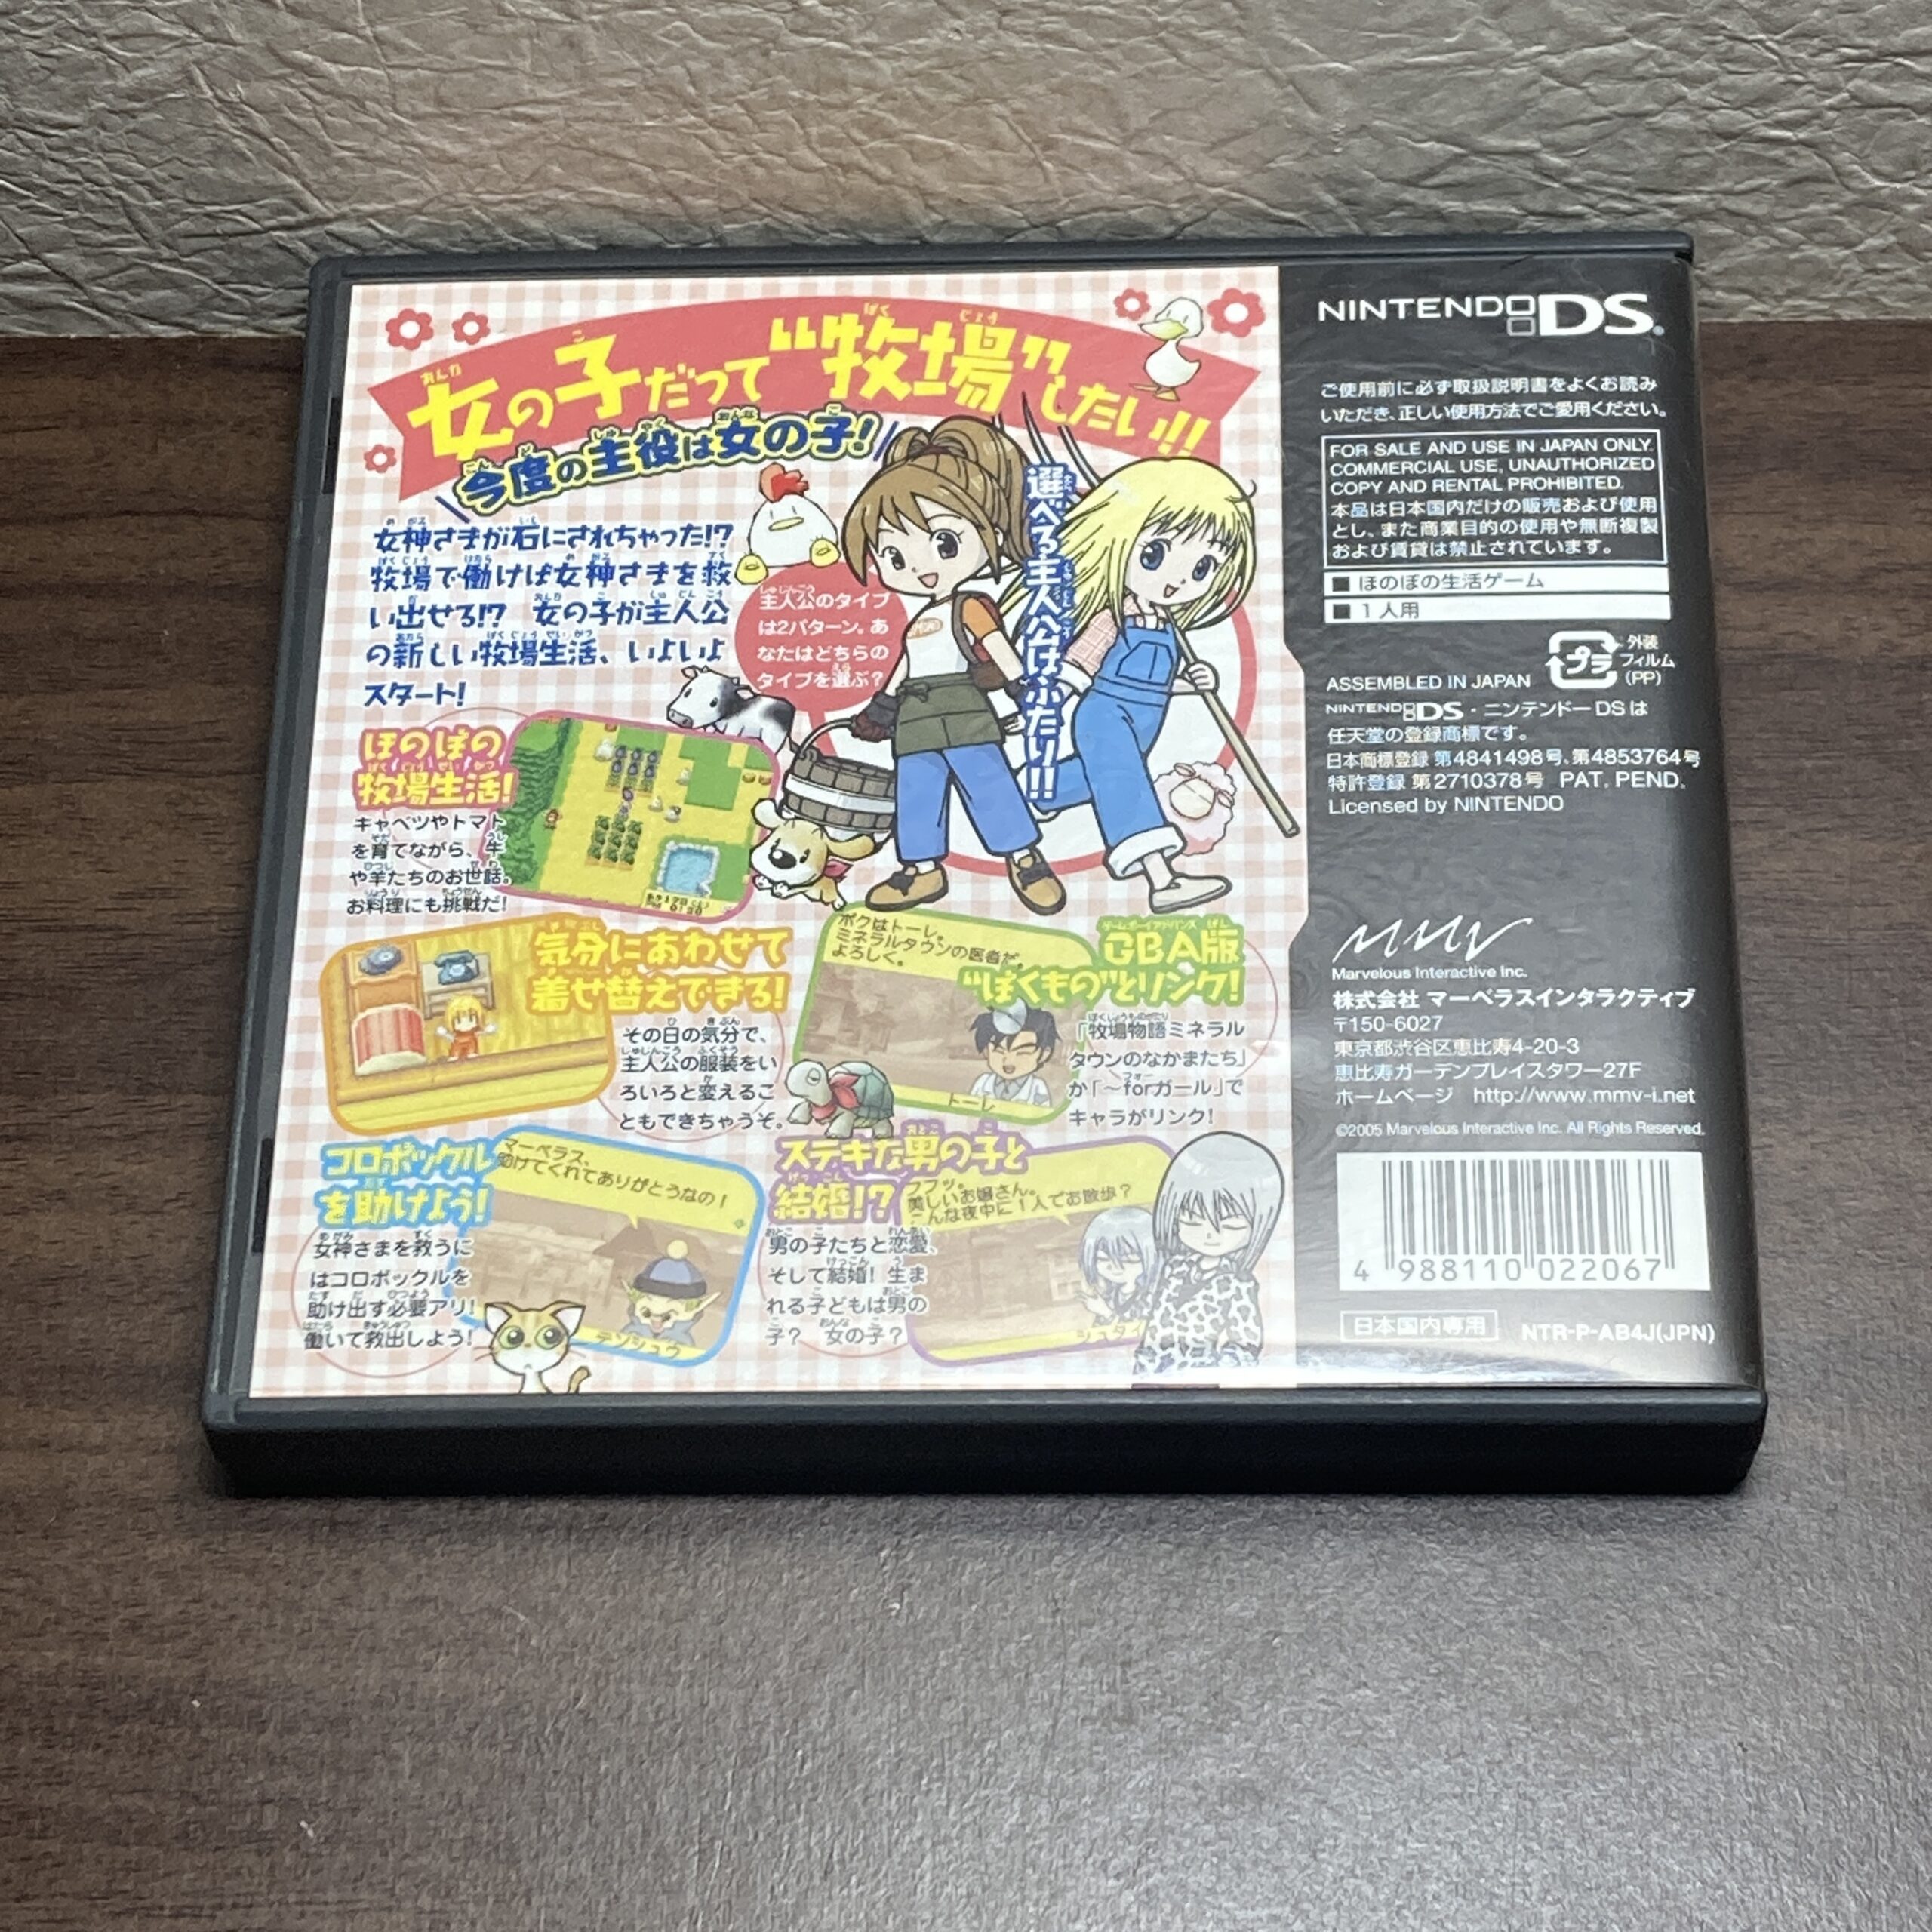 女の子だって“牧場”したい!!
今度の主役は女の子!
女神さまが石にされちゃった!?
牧場で働けば女神さまを救
い出せる!?　女の子が主人公
の新しい牧場生活、いよいよ
スタート!
主人公のタイプ
は2パターン。あ
なたはどちらの
タイプを選ぶ?
選べる主人公はふたり!!
ほのぼの
牧場生活!
キャベツやトマト
を育てながら、牛
や羊たちのお世話。
お料理にも挑戦だ!
気分にあわせて
着せ替えできる!
その日の気分で、
主人公の服装をい
ろいろと変えるこ
ともできちゃうぞ。
ボクはトーレ。
ミネラルタウンの医者だ。
よろしく。
トーレ
GBA版
“ぼくもの”とリンク!
「牧場物語ミネラル
タウンのなかまたち」
か「～forガール」で
キャラがリンク!
コロボックル
を助けよう!
女神さまを救うに
はコロボックルを
助け出す必要アリ!
働いて救出しよう!
マーベラス、
助けてくれてありがとうなの!
テツシュウ
ステキな男の子と
結婚!?
男の子たちと恋愛、
そして結婚! 生ま
れる子どもは男の
子?　女の子?
フフッ。
美しいお嬢さん。
こんな夜中に1人でお散歩?
NINTENDO DS
ご使用前に必ず取扱説明書をよくお読み
いただき、正しい使用方法でご愛用ください。
FOR SALE AND USE IN JAPAN ONLY.
COMMERCIAL USE, UNAUTHORIZED
COPY AND RENTAL PROHIBITED.
本品は日本国内だけの販売および使用
とし、また商業目的の使用や無断複製
および賃貸は禁止されています。
■ ほのぼの生活ゲーム
■ 1人用
プラ
外装
フィルム
(PP)
ASSEMBLED IN JAPAN
NINTENDO DS・ニンテンドーDSは
任天堂の登録商標です。
日本商標登録 第4841498号、第4853764号
特許登録 第2710378号 PAT. PEND.
Licensed by NINTENDO
MMV
Marvelous Interactive Inc.
株式会社 マーベラスインタラクティブ
〒150-6027
東京都渋谷区恵比寿4-20-3
恵比寿ガーデンプレイスタワー27F
ホームページ http://www.mmv-i.net
©2005 Marvelous Interactive Inc. All Rights Reserved.
4 988110 022067
日本国内専用
NTR-P-AB4J(JPN)